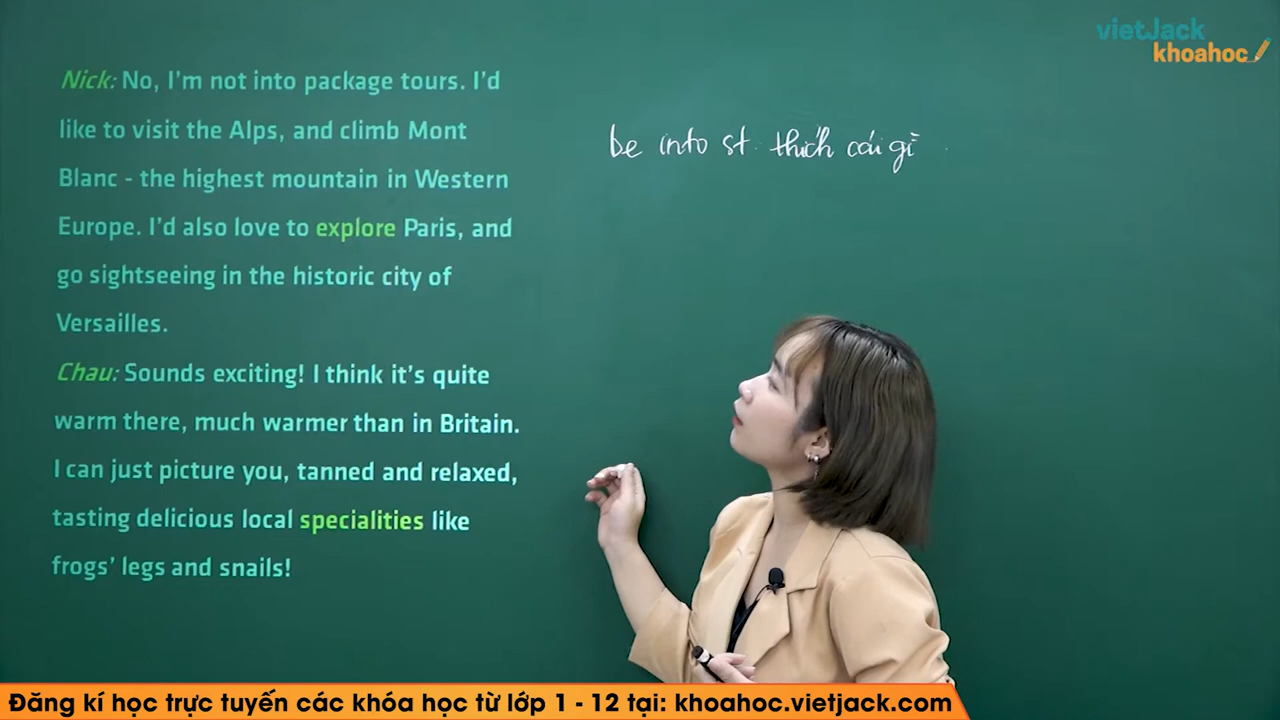 vietJack
khoahoc
Nick: No, I'm not into package tours. I'd
like to visit the Alps, and climb Mont
Blanc - the highest mountain in Western
Europe. I'd also love to explore Paris, and
go sightseeing in the historic city of
Versailles.
Chau: Sounds exciting! I think it's quite
warm there, much warmer than in Britain.
I can just picture you, tanned and relaxed,
tasting delicious local specialities like
frogs' legs and snails!
be into st. thích cái gì
Đăng kí học trực tuyến các khóa học từ lớp 1 - 12 tại: khoahoc.vietjack.com